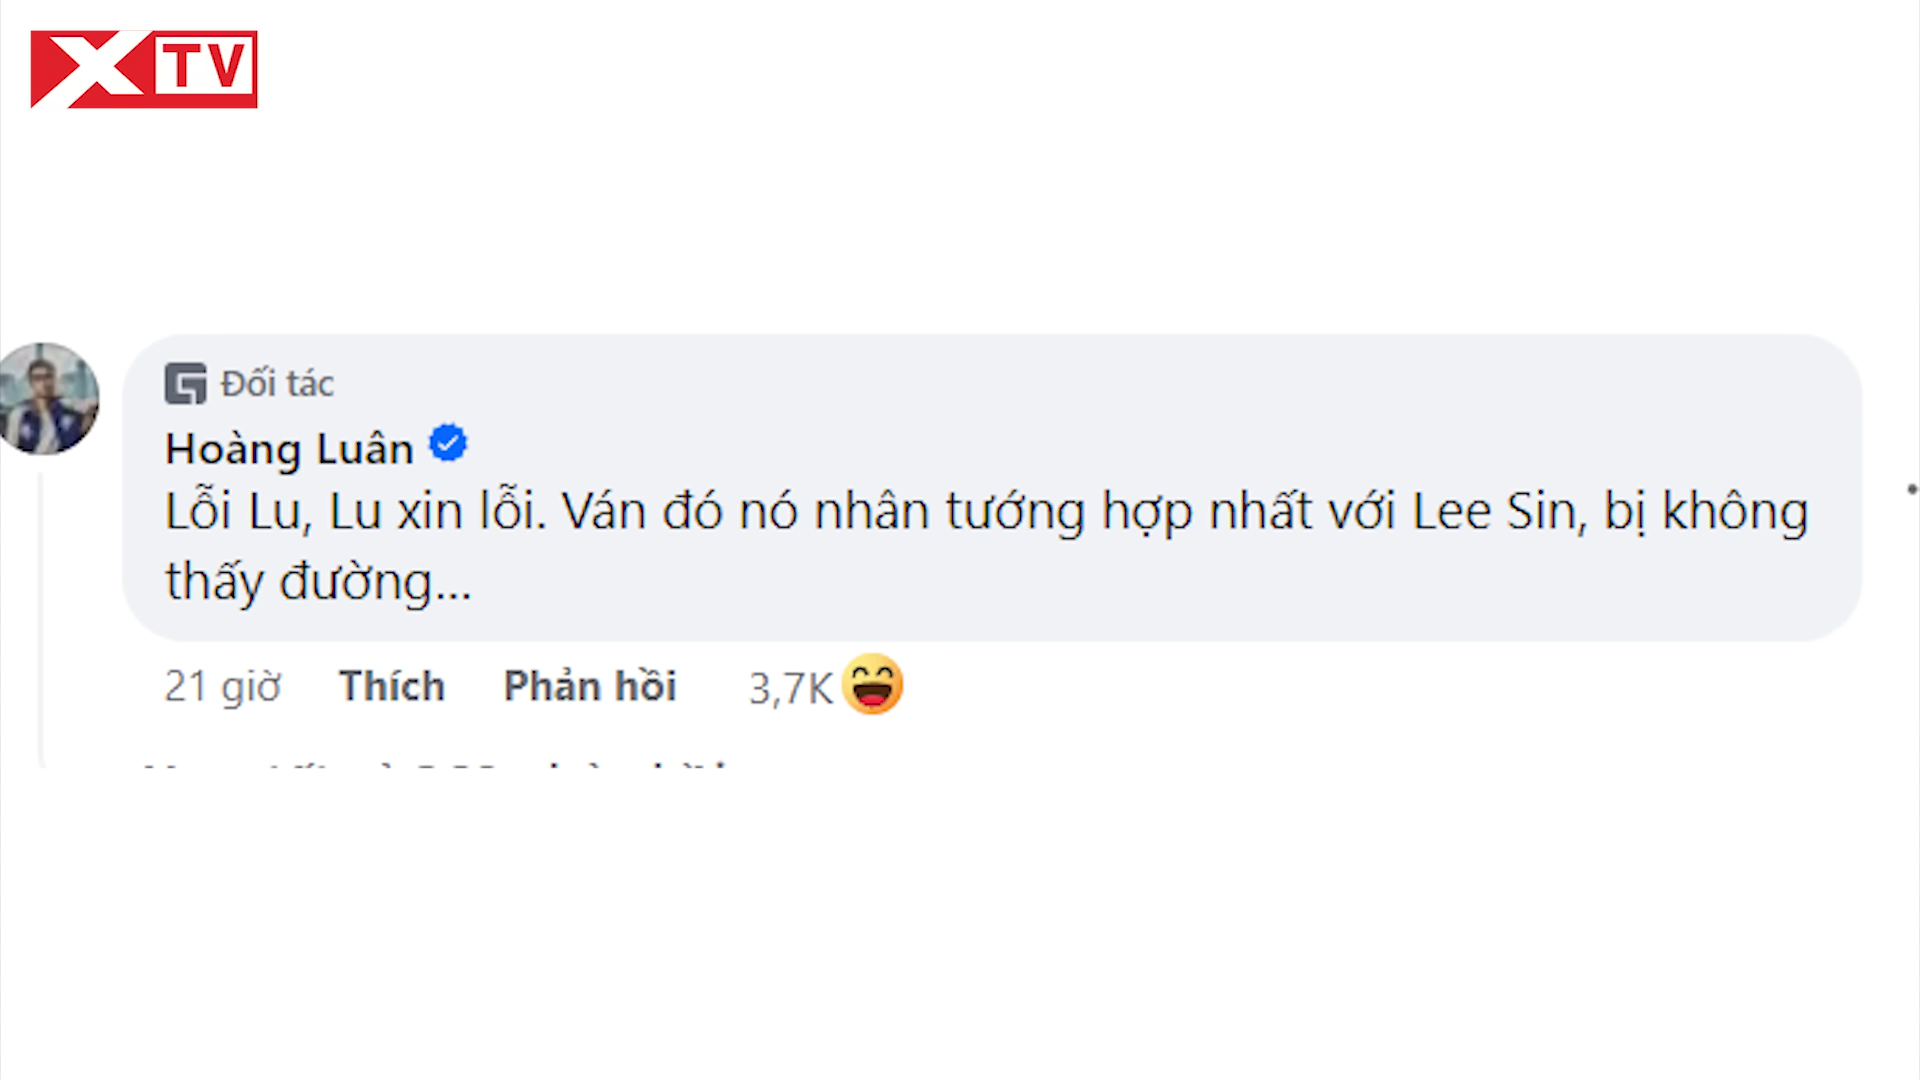 XTV
Đối tác
Hoàng Luân
Lỗi Lu, Lu xin lỗi. Ván đó nó nhân tướng hợp nhất với Lee Sin, bị không
thấy đường...
21 giờ Thích Phản hồi 3,7K